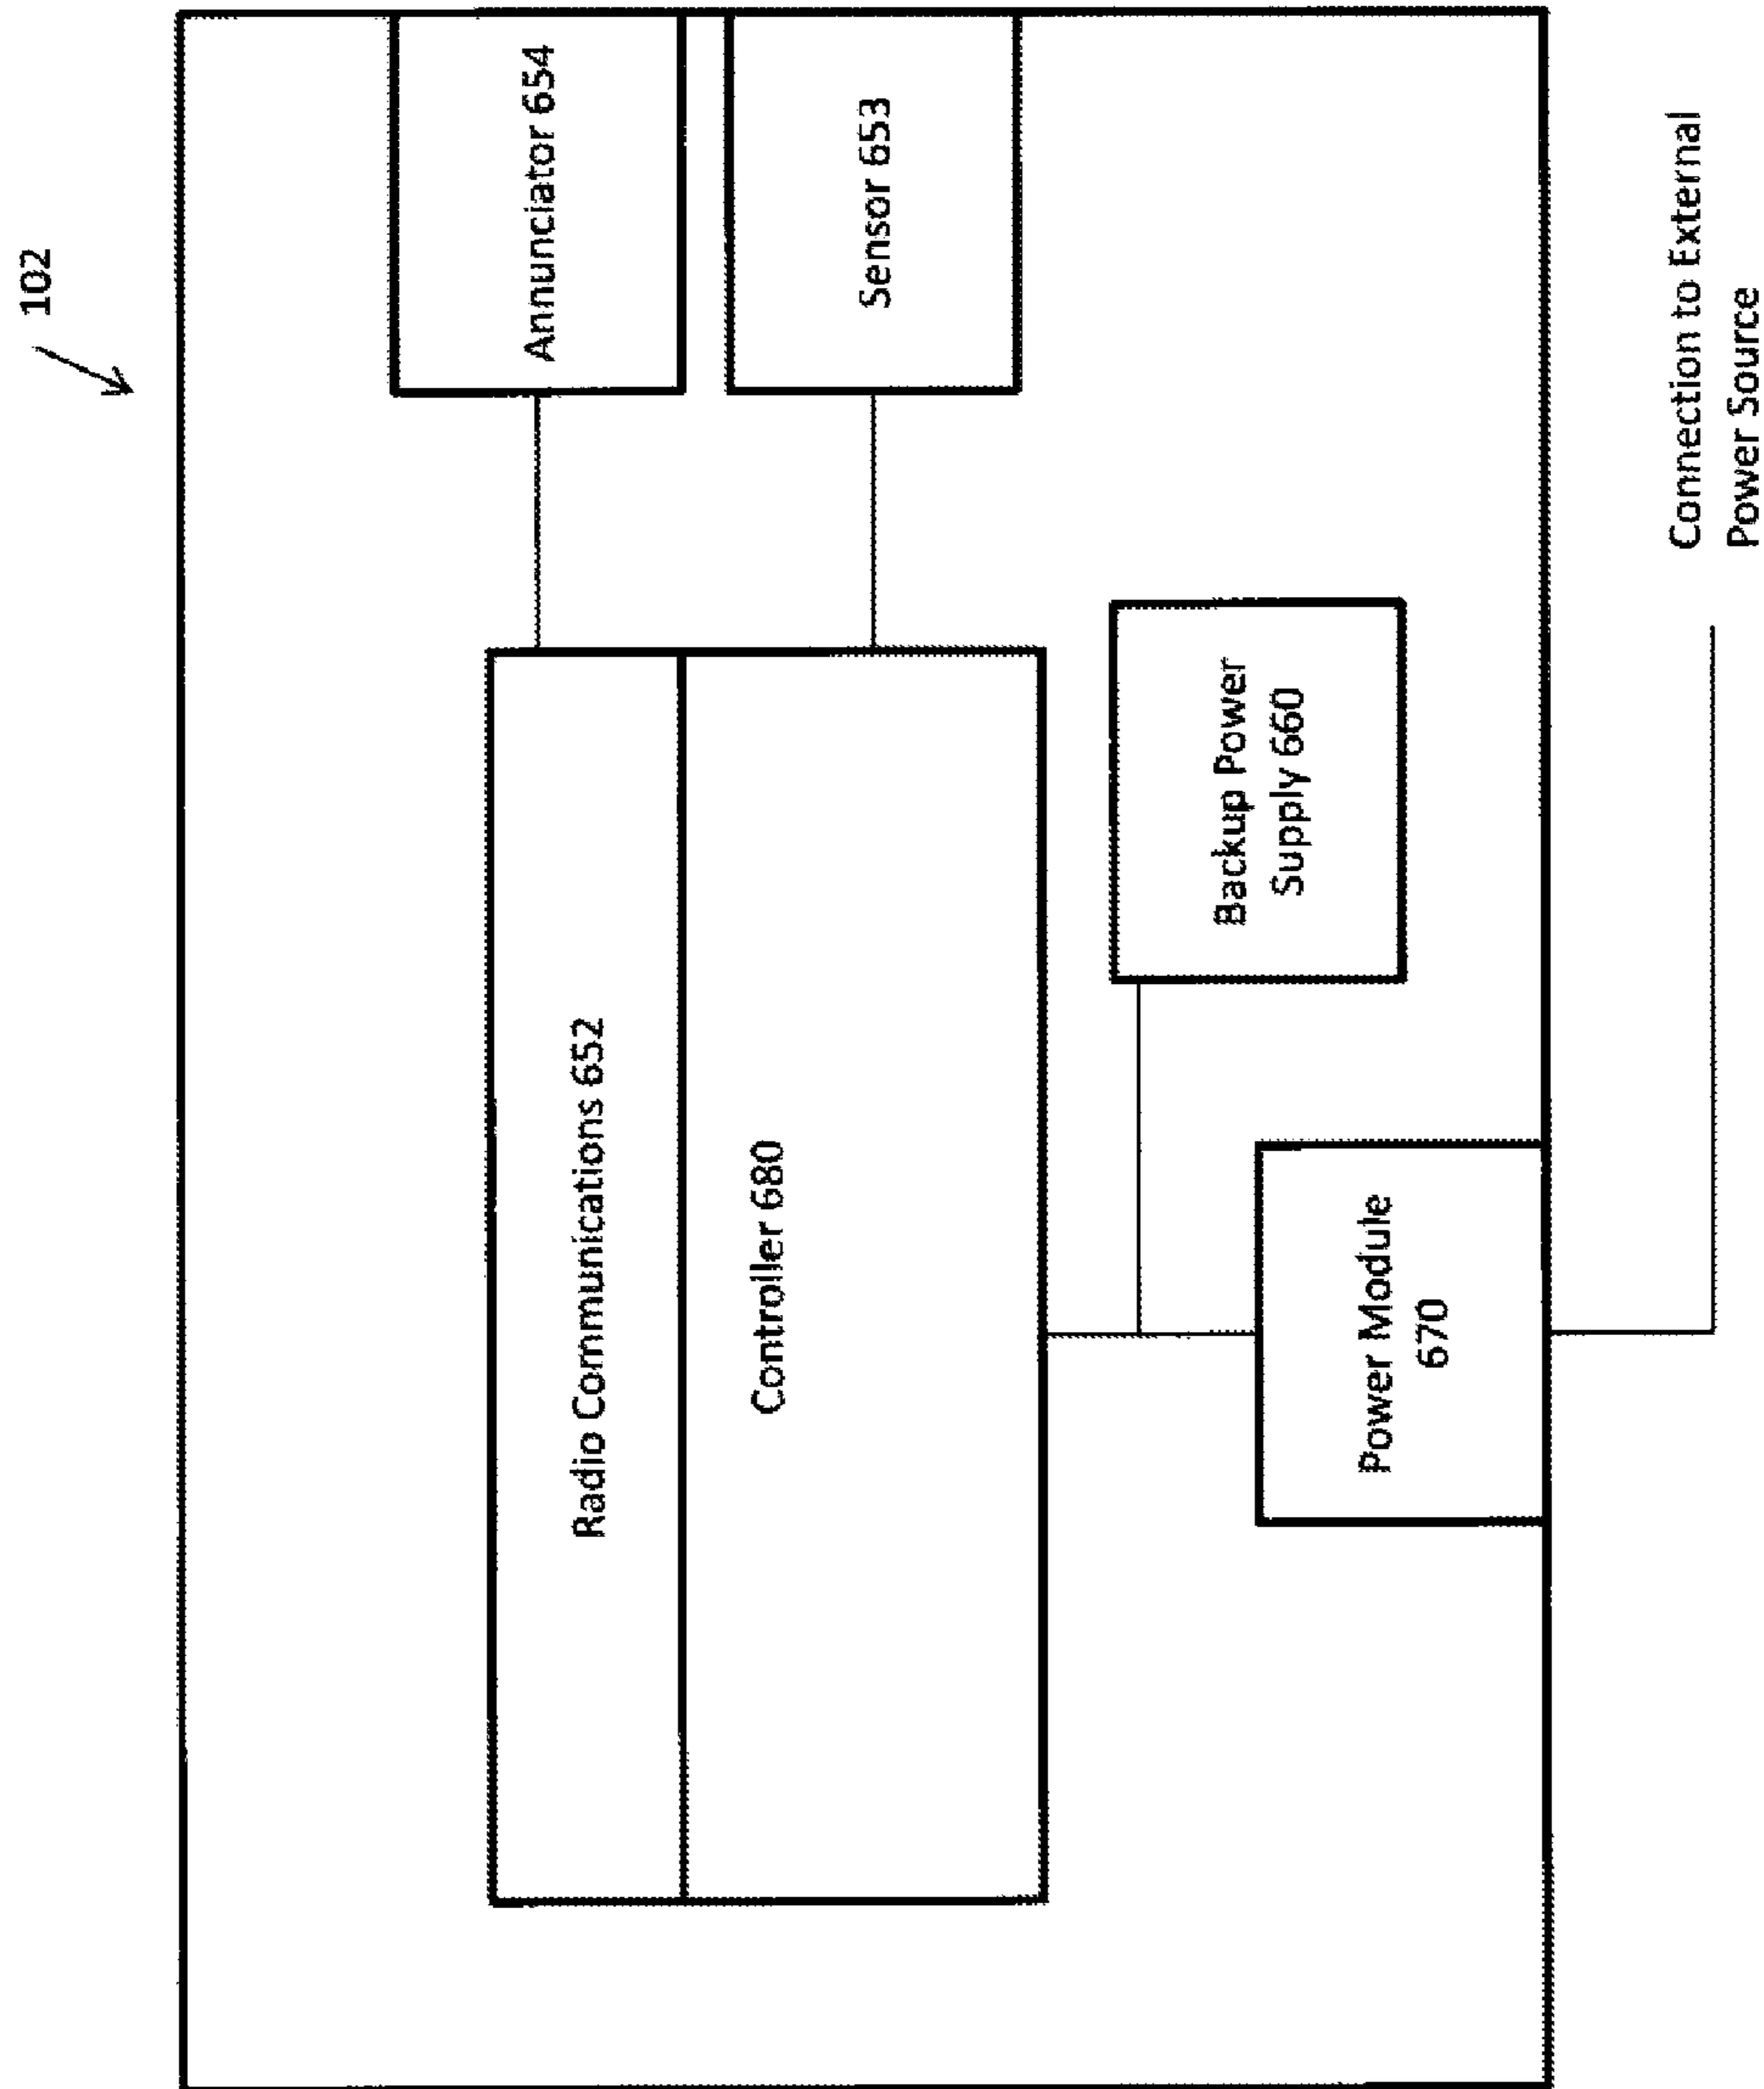 102
Annunciator 654
Sensor 653
Radio Communications 652
Controller 680
Backup Power
Supply 660
Power Module
670
Connection to External
Power Source